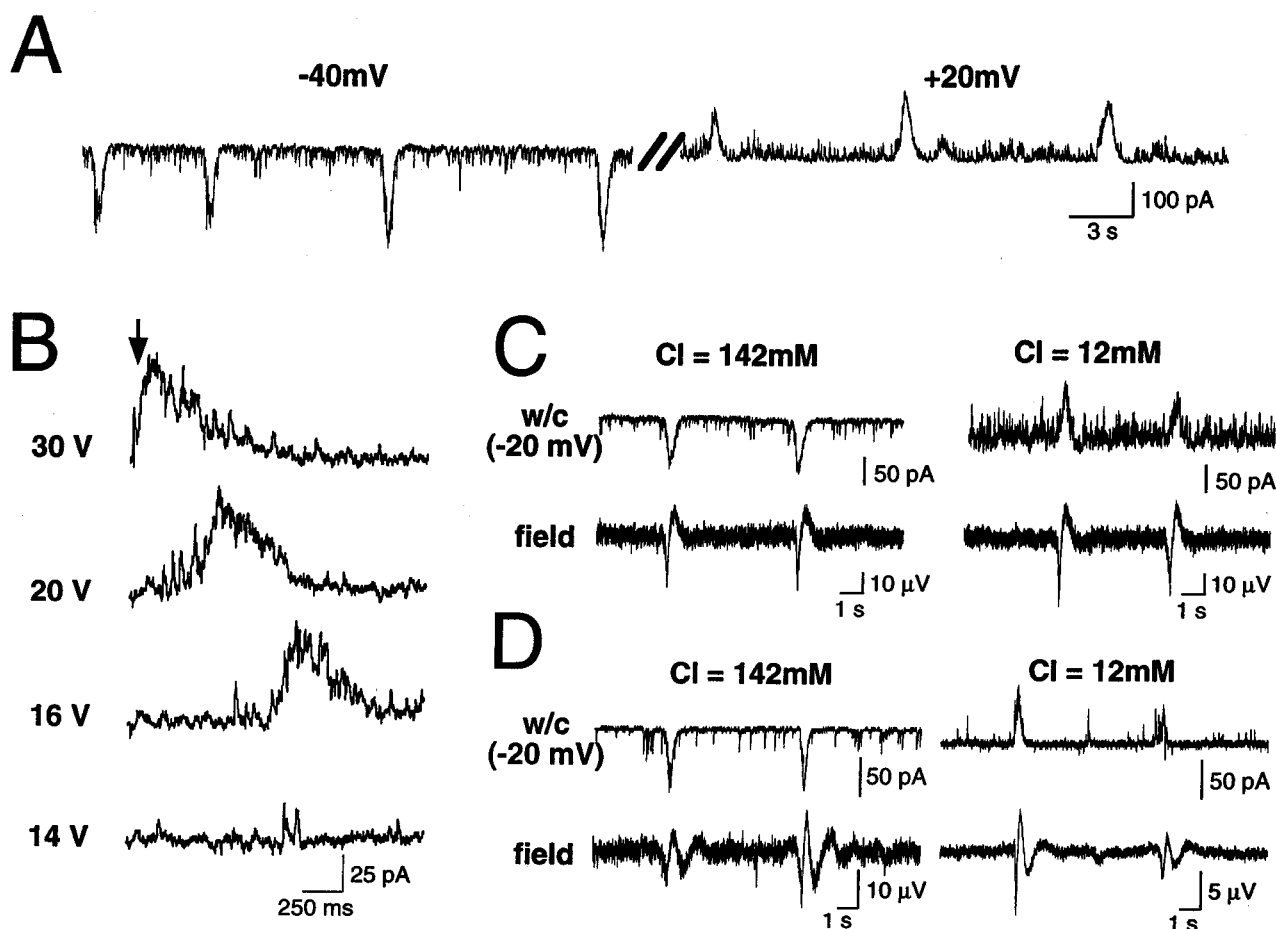 A
-40mV
+20mV
100 pA
3 s
B
30 V
20 V
16 V
14 V
25 pA
250 ms
C
Cl = 142mM
Cl = 12mM
w/c
(-20 mV)
50 pA
50 pA
field
10 µV
1 s
10 µV
1 s
D
Cl = 142mM
Cl = 12mM
w/c
(-20 mV)
50 pA
50 pA
field
10 µV
1 s
5 µV
1 s